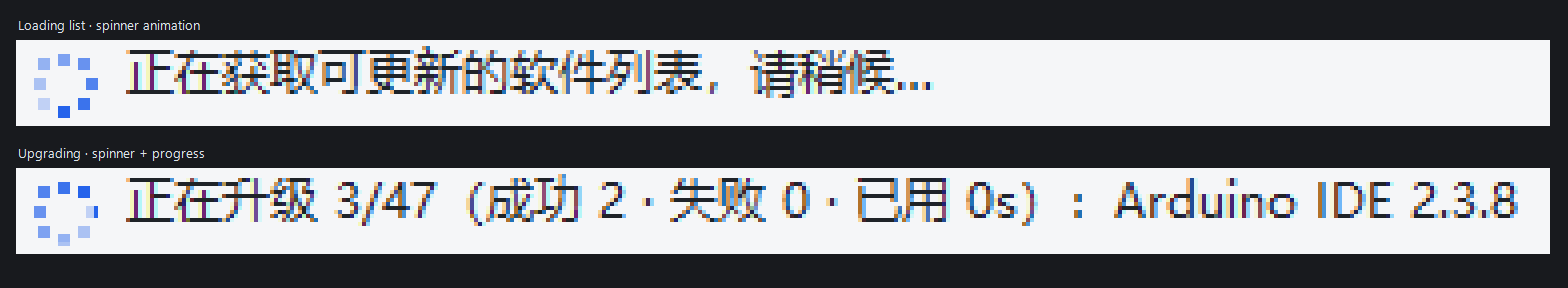 Loading list · spinner animation
正在获取可更新的软件列表，请稍候...
Upgrading · spinner + progress
正在升级 3/47（成功 2 · 失败 0 · 已用 0s）：Arduino IDE 2.3.8